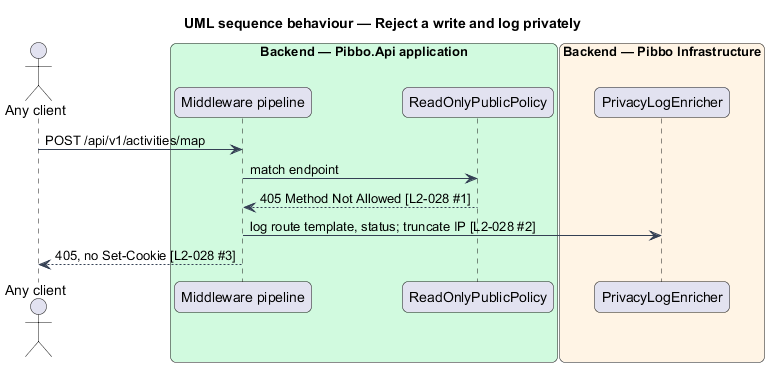 UML sequence behaviour — Reject a write and log privately
Backend — Pibbo.Api application
Backend — Pibbo Infrastructure
Any client
Middleware pipeline
ReadOnlyPublicPolicy
PrivacyLogEnricher
POST /api/v1/activities/map
match endpoint
405 Method Not Allowed [L2-028 #1]
log route template, status; truncate IP [L2-028 #2]
405, no Set-Cookie [L2-028 #3]
Any client
Middleware pipeline
ReadOnlyPublicPolicy
PrivacyLogEnricher